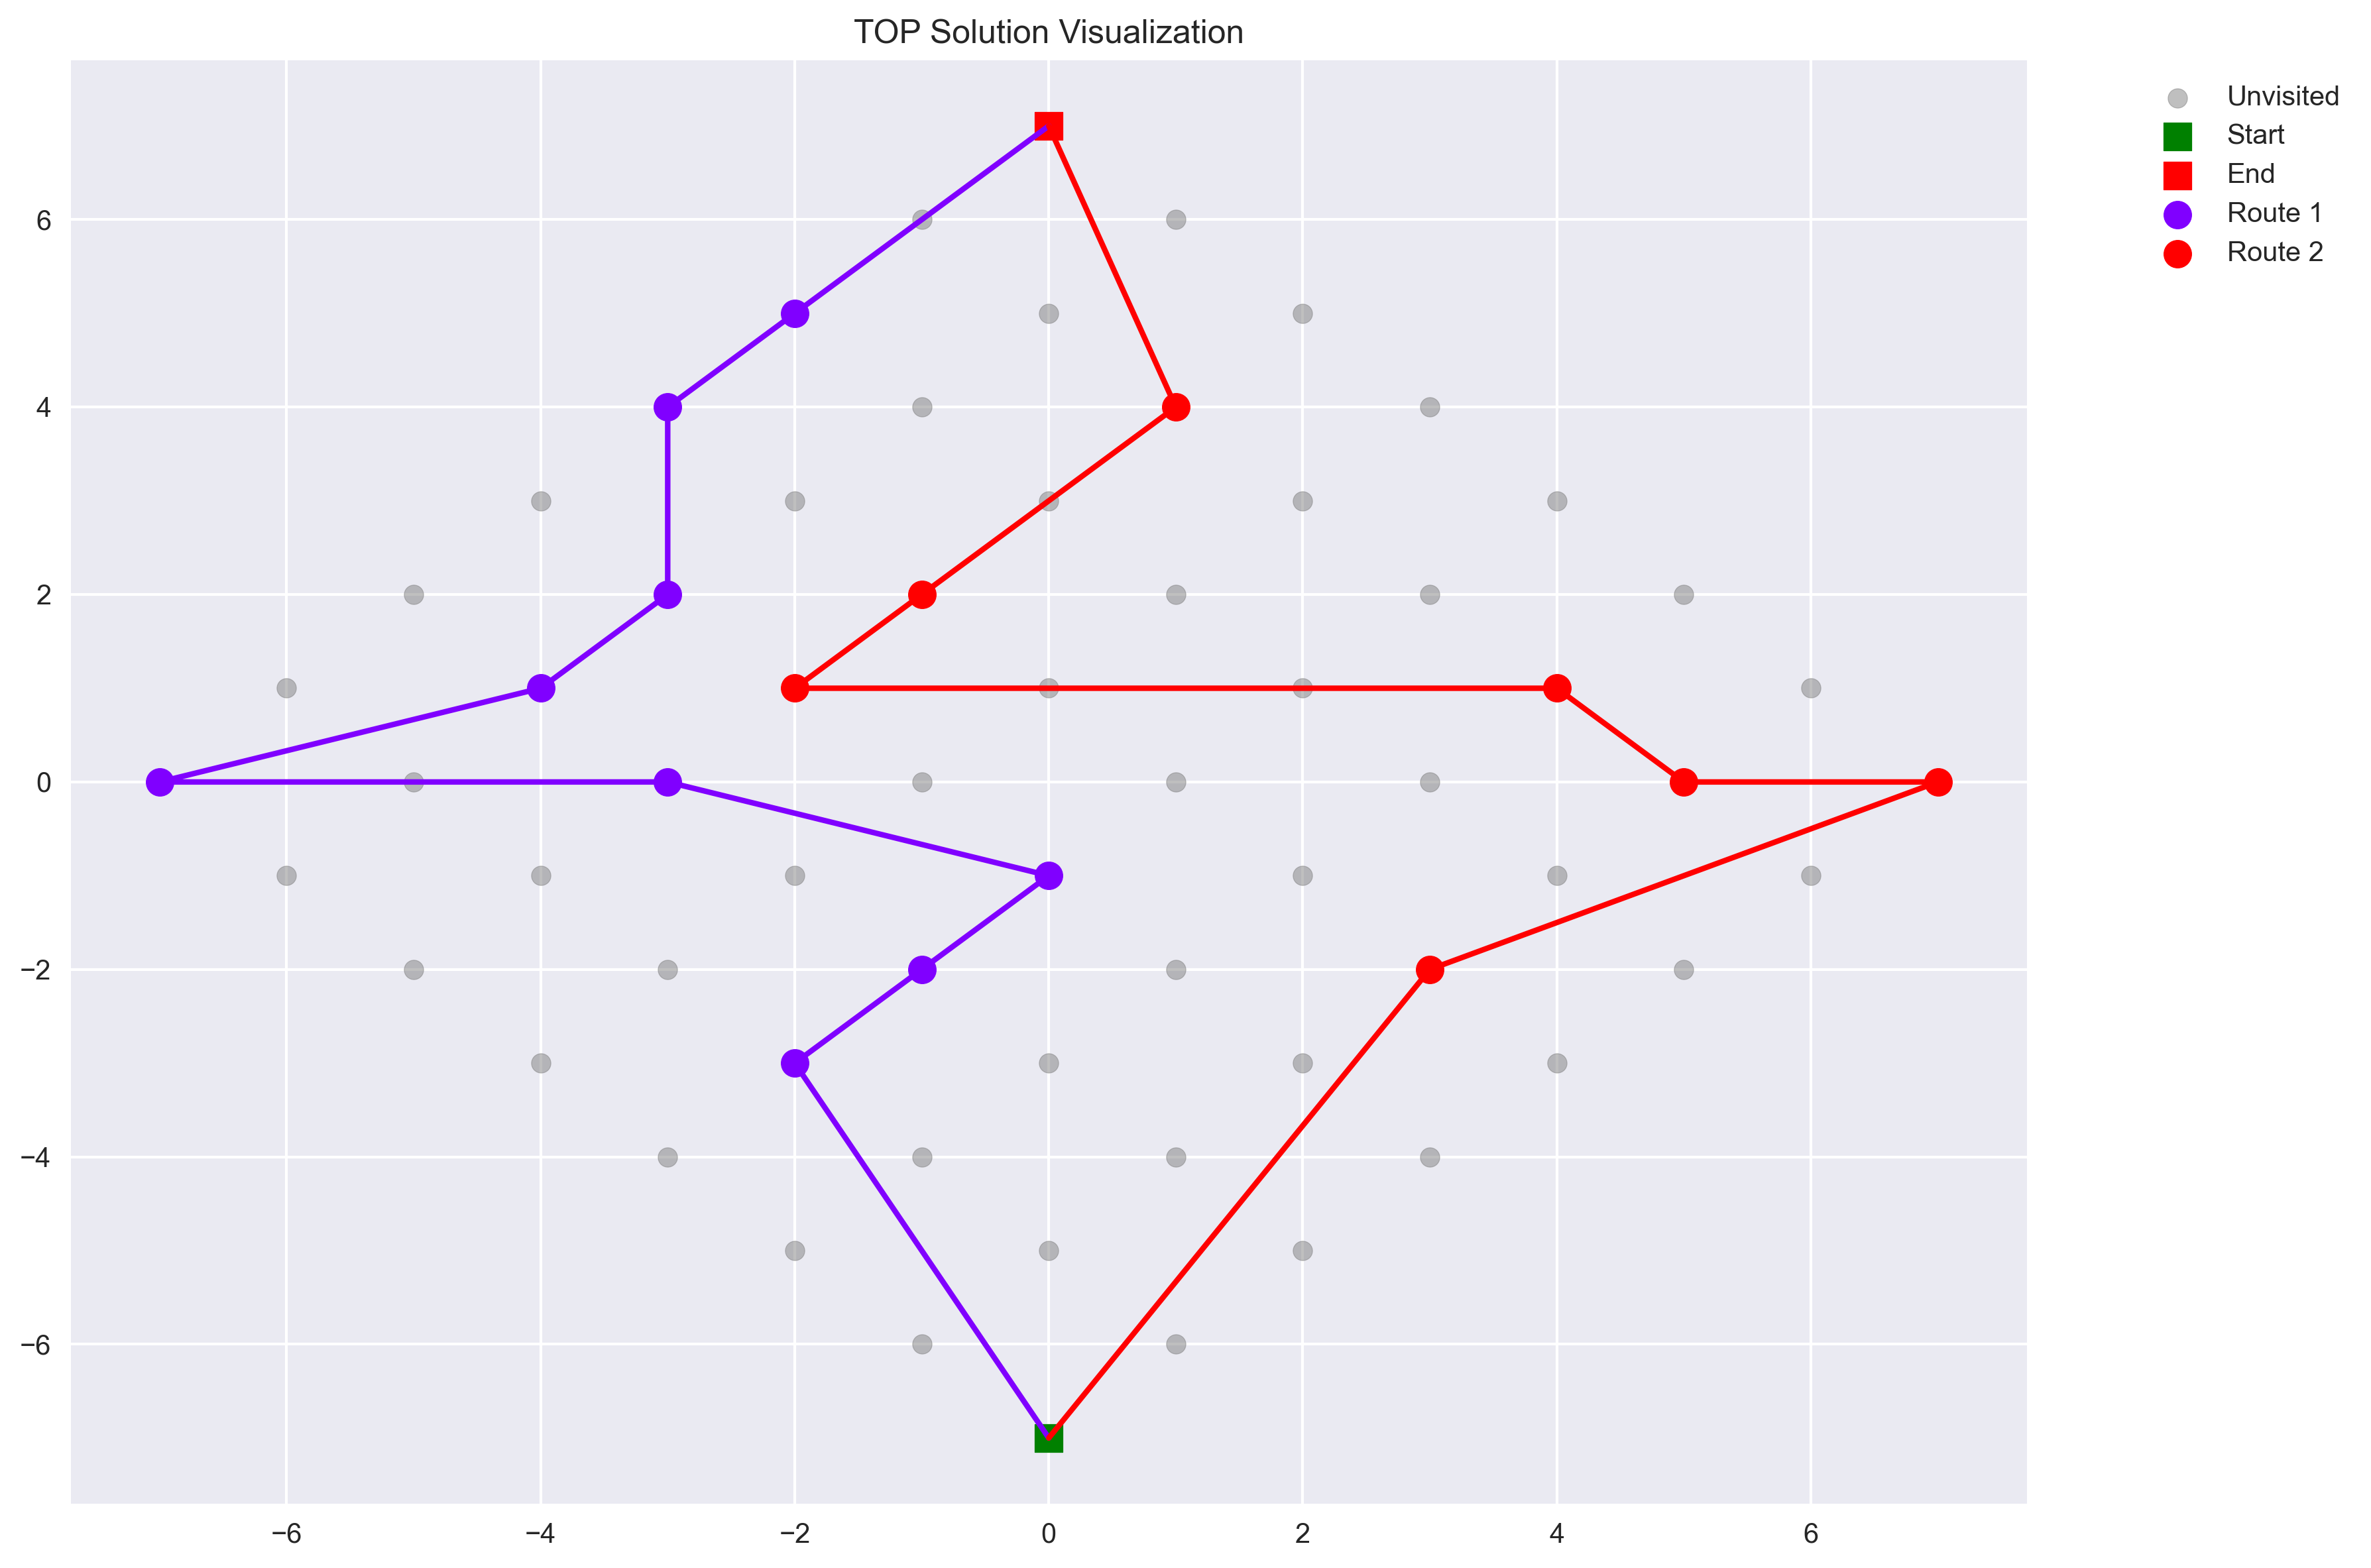 TOP Solution Visualization
Unvisited
Start
End
Route 1
Route 2
6
4
2
0
−2
−4
−6
−6 −4 −2 0 2 4 6